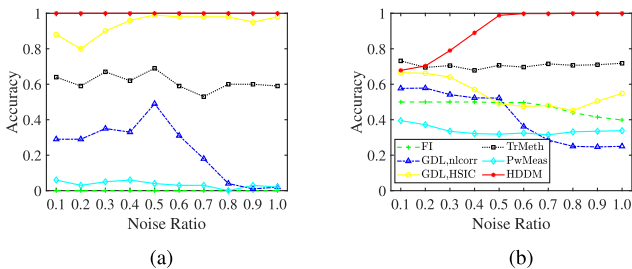 1
0.8
0.6
0.4
0.2
0
Accuracy
0.1 0.2 0.3 0.4 0.5 0.6 0.7 0.8 0.9 1.0
Noise Ratio
(a)
1
0.8
0.6
0.4
0.2
0
Accuracy
FI
GDL,nlcorr
GDL,HSIC
TrMeth
PwMeas
HDDM
0.1 0.2 0.3 0.4 0.5 0.6 0.7 0.8 0.9 1.0
Noise Ratio
(b)